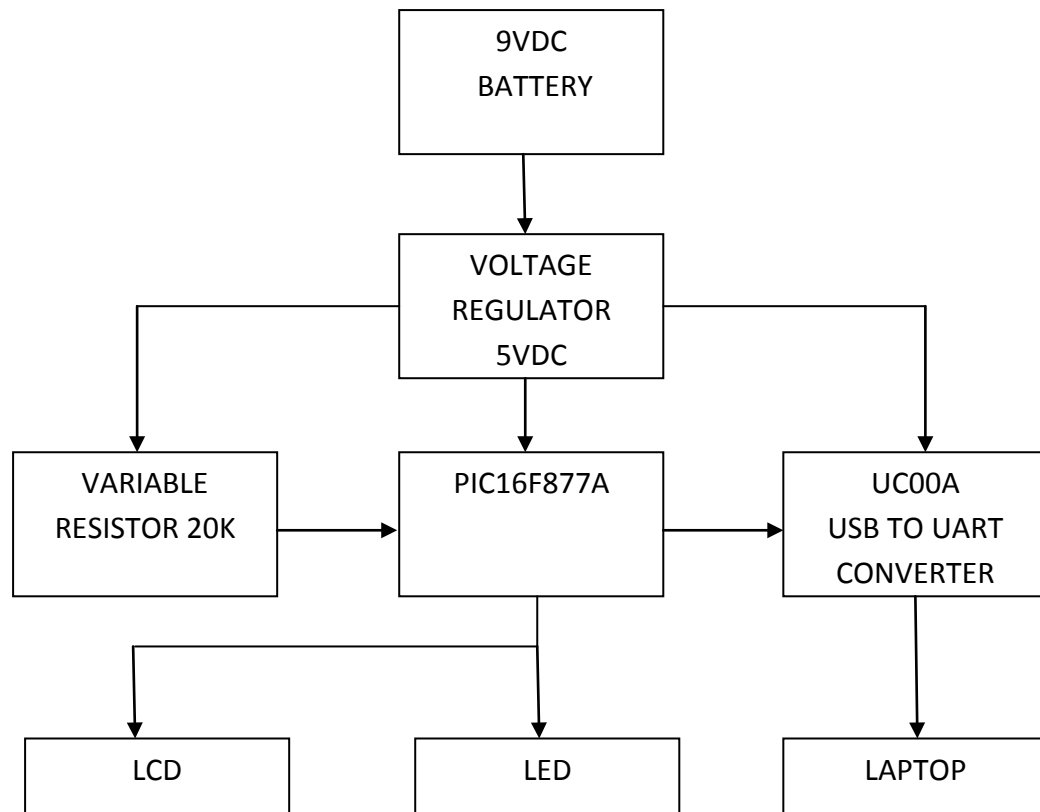 9VDC
BATTERY
VOLTAGE
REGULATOR
5VDC
VARIABLE
RESISTOR 20K
PIC16F877A
UC00A
USB TO UART
CONVERTER
LCD
LED
LAPTOP